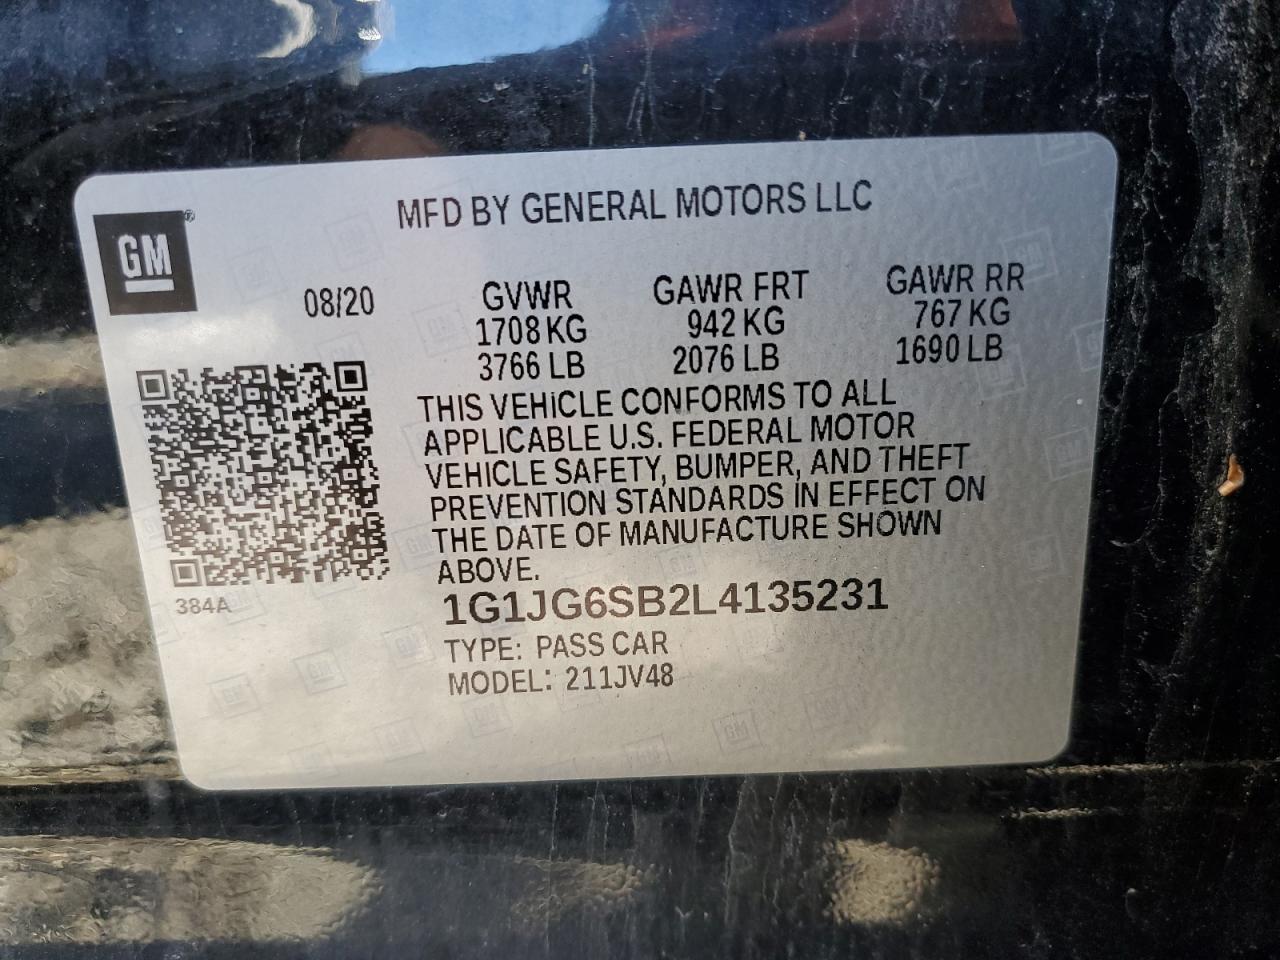 MFD BY GENERAL MOTORS LLC
GM®
08/20
GVWR GAWR FRT GAWR RR
1708 KG 942 KG 767 KG
3766 LB 2076 LB 1690 LB
THIS VEHICLE CONFORMS TO ALL
APPLICABLE U.S. FEDERAL MOTOR
VEHICLE SAFETY, BUMPER, AND THEFT
PREVENTION STANDARDS IN EFFECT ON
THE DATE OF MANUFACTURE SHOWN
ABOVE.
384A
1G1JG6SB2L4135231
TYPE: PASS CAR
MODEL: 211JV48